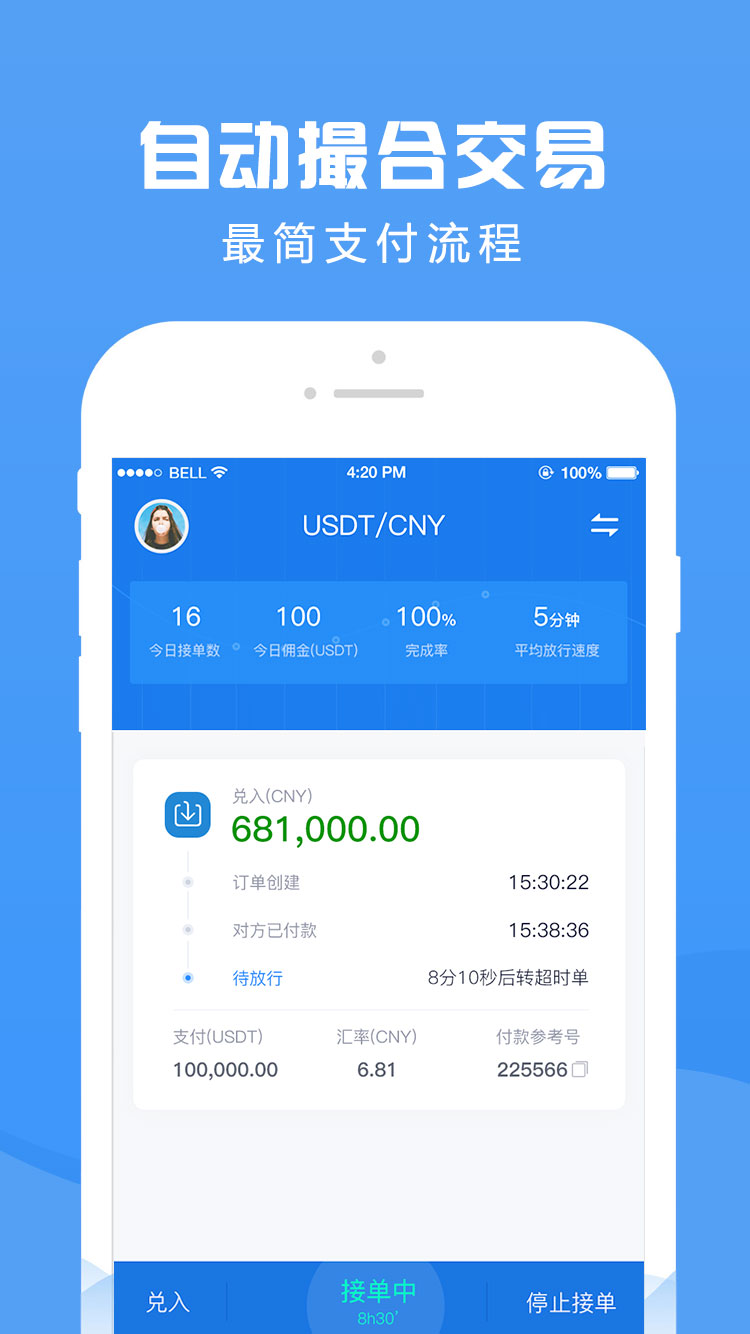 自动撮合交易
最简支付流程
BELL 4:20 PM 100%
USDT/CNY
16 100 100% 5分钟
今日接单数 今日佣金(USDT) 完成率 平均放行速度
兑入(CNY)
681,000.00
订单创建 15:30:22
对方已付款 15:38:36
待放行 8分10秒后转超时单
支付(USDT) 汇率(CNY) 付款参考号
100,000.00 6.81 225566
兑入 接单中 停止接单
8h30'